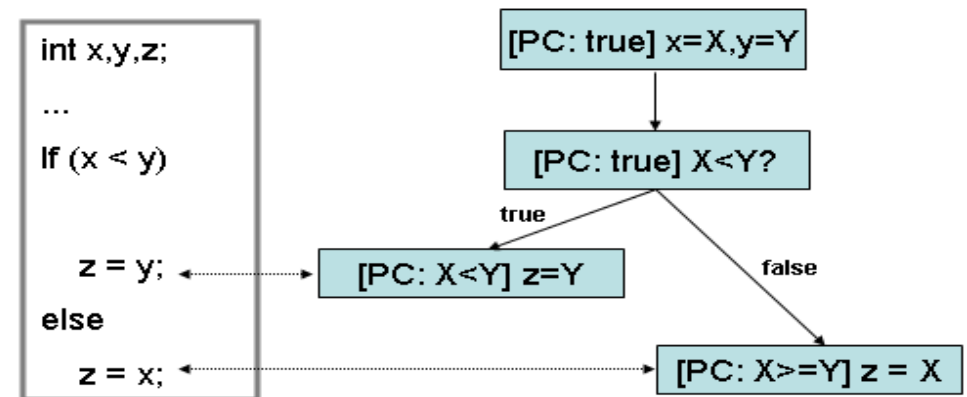 int x,y,z;
...
If (x < y)
z = y;
else
z = x;
[PC: true] x=X,y=Y
[PC: true] X<Y?
true
false
[PC: X<Y] z=Y
[PC: X>=Y] z = X